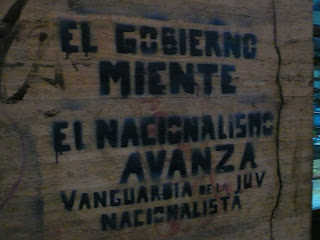 EL GOBIERNO
MIENTE
El NACIONALISMO
AVANZA
VANGUARDIA DE LA JUV
NACIONALISTA